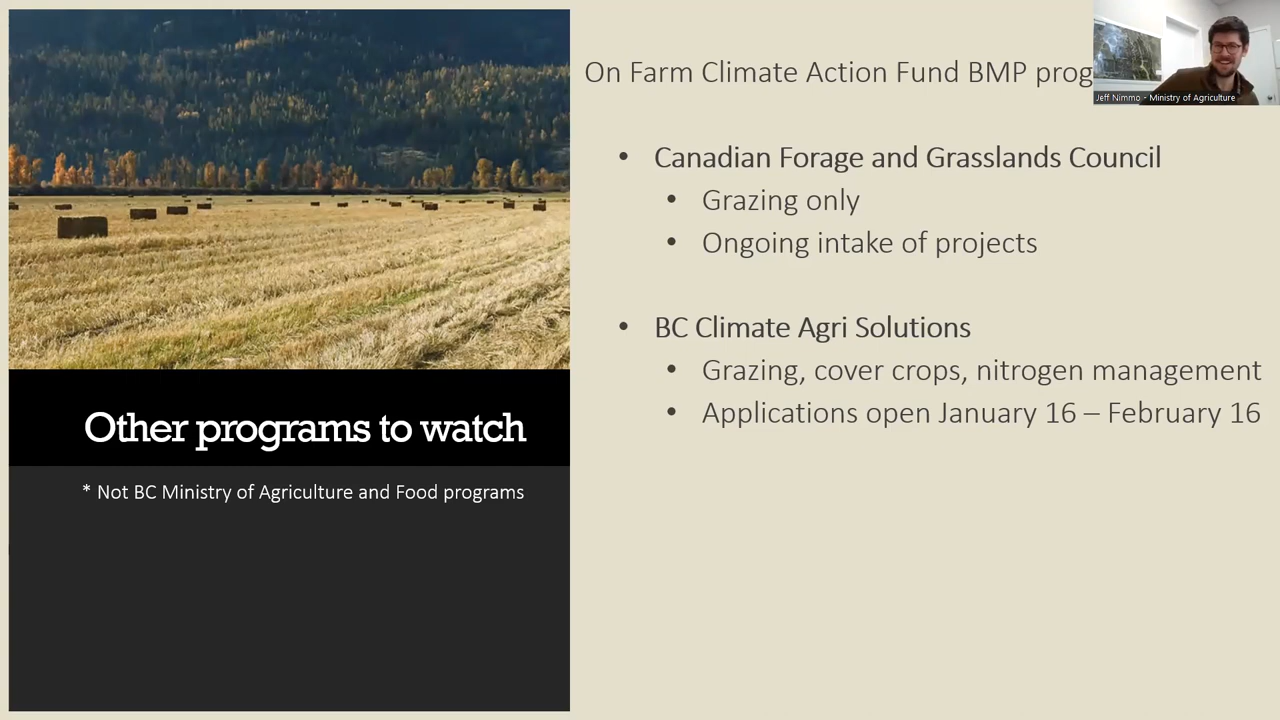 On Farm Climate Action Fund BMP prog
Jeff Nimmo - Ministry of Agriculture
• Canadian Forage and Grasslands Council
• Grazing only
• Ongoing intake of projects
• BC Climate Agri Solutions
• Grazing, cover crops, nitrogen management
• Applications open January 16 – February 16
Other programs to watch
* Not BC Ministry of Agriculture and Food programs